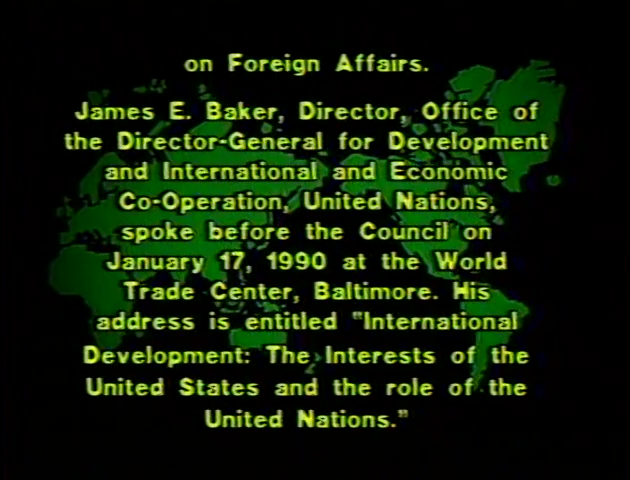 on Foreign Affairs.
James E. Baker, Director, Office of
the Director-General for Development
and International and Economic
Co-Operation, United Nations,
spoke before the Council on
January 17, 1990 at the World
Trade Center, Baltimore. His
address is entitled "International
Development: The Interests of the
United States and the role of the
United Nations."